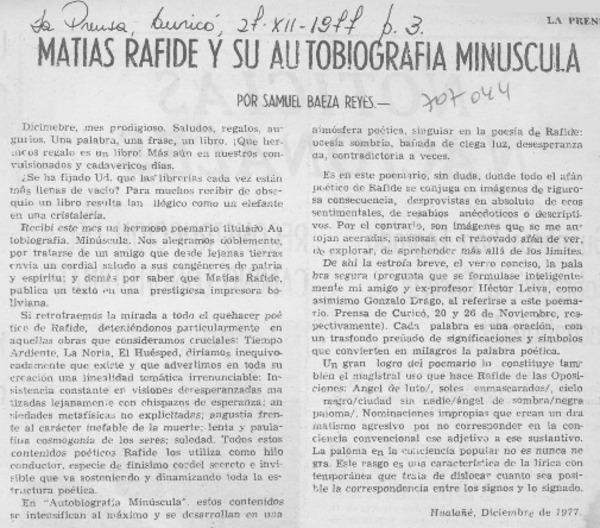 La Prensa, Curicó, 27-XII-1977 p. 3.
LA PREN
MATIAS RAFIDE Y SU AUTOBIOGRAFIA MINUSCULA
POR SAMUEL BAEZA REYES.—
707044
Dicimebre, mes prodigioso. Saludos, regalos, au-
gurios. Una palabra, una frase, un libro. ¡Que her-
mcos regalo es un libro! Más aún en nuestros con-
vulsionados y cadavericos días.
¿Se ha fijado Ud. que las librerías cada vez están
más llenas de vacío? Para muchos recibir de obse-
quio un libro resulta tan ilógico como un elefante
en una cristalería.
Recibí este mes un hermoso poemario titulado Au
tobiografía. Minúscula. Nos alegramos doblemente,
por tratarse de un amigo que desde lejanas tierras
envía un cordial saludo a sus congéneres de patria y
espíritu; y demás por saber que Matías Rafide,
publica un texto en una prestigiosa impresora bo-
liviana.
Si retrotraemos la mirada a todo el quehacer poé
tico de Rafide, deteniéndonos particularmente en
aquellas obras que consideramos cruciales: Tiempo
Ardiente, La Noria, El Huésped, diríamos inequivo-
cadamente que existe y que advertimos en toda su
creación una linealidad temática irrenunciable: In-
sistencia constante en visiones deresperanzadas ma
tizadas lejanamente con chispazos de esperanza; an
siedades metafísicas no explicitadas; angustia fren-
te al carácter inefable de la muerte; lenta y paula-
tina cosmogonía de los seres; soledad. Todos estos
contenidos poéticos Rafide los utiliza como hilo
conductor, especie de finísimo cordel secreto e invi-
sible que va sosteniendo y dinamizando toda la es-
tructura poética.
En "Autobiografía Minúscula", estos contenidos
se intensifican al máximo y se desarrollan en una
atmósfera poética, singular en la poesía de Rafide:
poesía sombría, bañada de ciega luz, desesperanza
da, contradictoria a veces.
Es en este poemario, sin duda, donde todo el afán
poético de Rafide se conjuga en imágenes de riguro-
sa consecuencia, desprovistas en absoluto de ecos
sentimentales, de resabios anécdoticos o descripti-
vos. Por el contrario, son imágenes que se me an-
tojan aceradas, ansiosas en el renovado afán de ver,
de explorar, de aprehender más allá de los límites.
De ahí la estrofa breve, el verso conciso, la pala
bra segura (pregunta que se formulase inteligente-
mente mi amigo y ex-profesor Héctor Leiva, como
asimismo Gonzalo Drago, al referirse a este poema-
rio. Prensa de Curicó, 20 y 26 de Noviembre, res-
pectivamente). Cada palabra es una oración, con
un trasfondo preñado de significaciones y símbolos
que convierten en milagros la palabra poética.
Un gran logro del poemario lo constituye tam
bién el magistral uso que hace Rafide de las Oposi-
ciones: Angel de luto/, soles enmascarados/, cielo
negro/ciudad sin nadie/ángel de sombra/negra
paloma/. Nominaciones impropias que crean un dra
matismo agresivo por no corresponder en la con-
ciencia convencional ese adjetivo a ese sustantivo.
La paloma en la conciencia popular no es nunca ne
gra. Este rasgo es una característica de la lírica con
temporánea que trata de dislocar cuanto sea posi-
ble la correspondencia entre los signos y lo signado.
Hualañé, Diciembre de 1977.